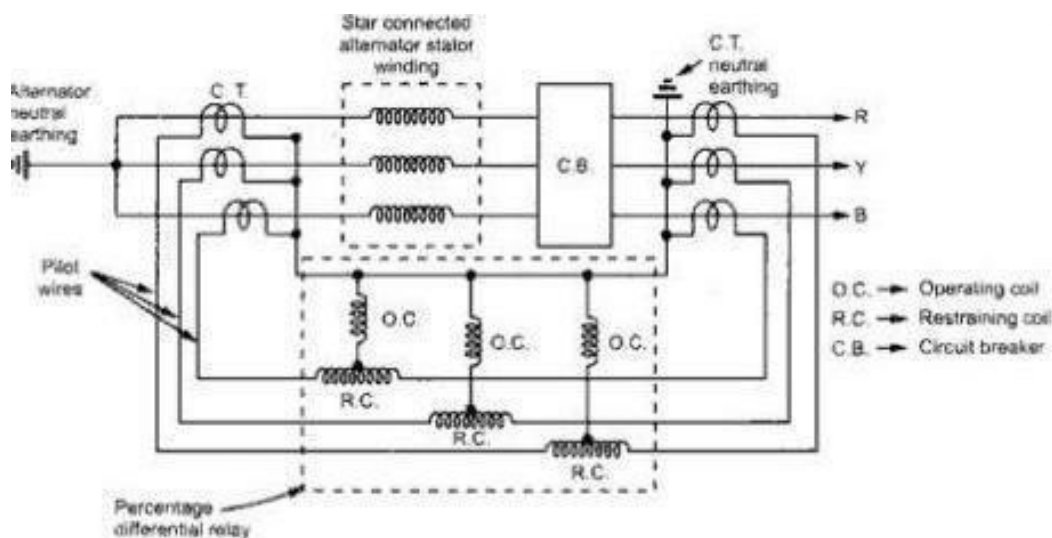 Star connected
alternator stator
winding
C.T.
neutral
earthing
Alternator
neutral
earthing
C. T.
R
C.B.
Y
B
Pilot
wires
O.C.
O.C.
O.C.
O.C. → Operating coil
R.C. → Restraining coil
C.B. → Circuit breaker
R.C.
R.C.
R.C.
Percentage
differential relay